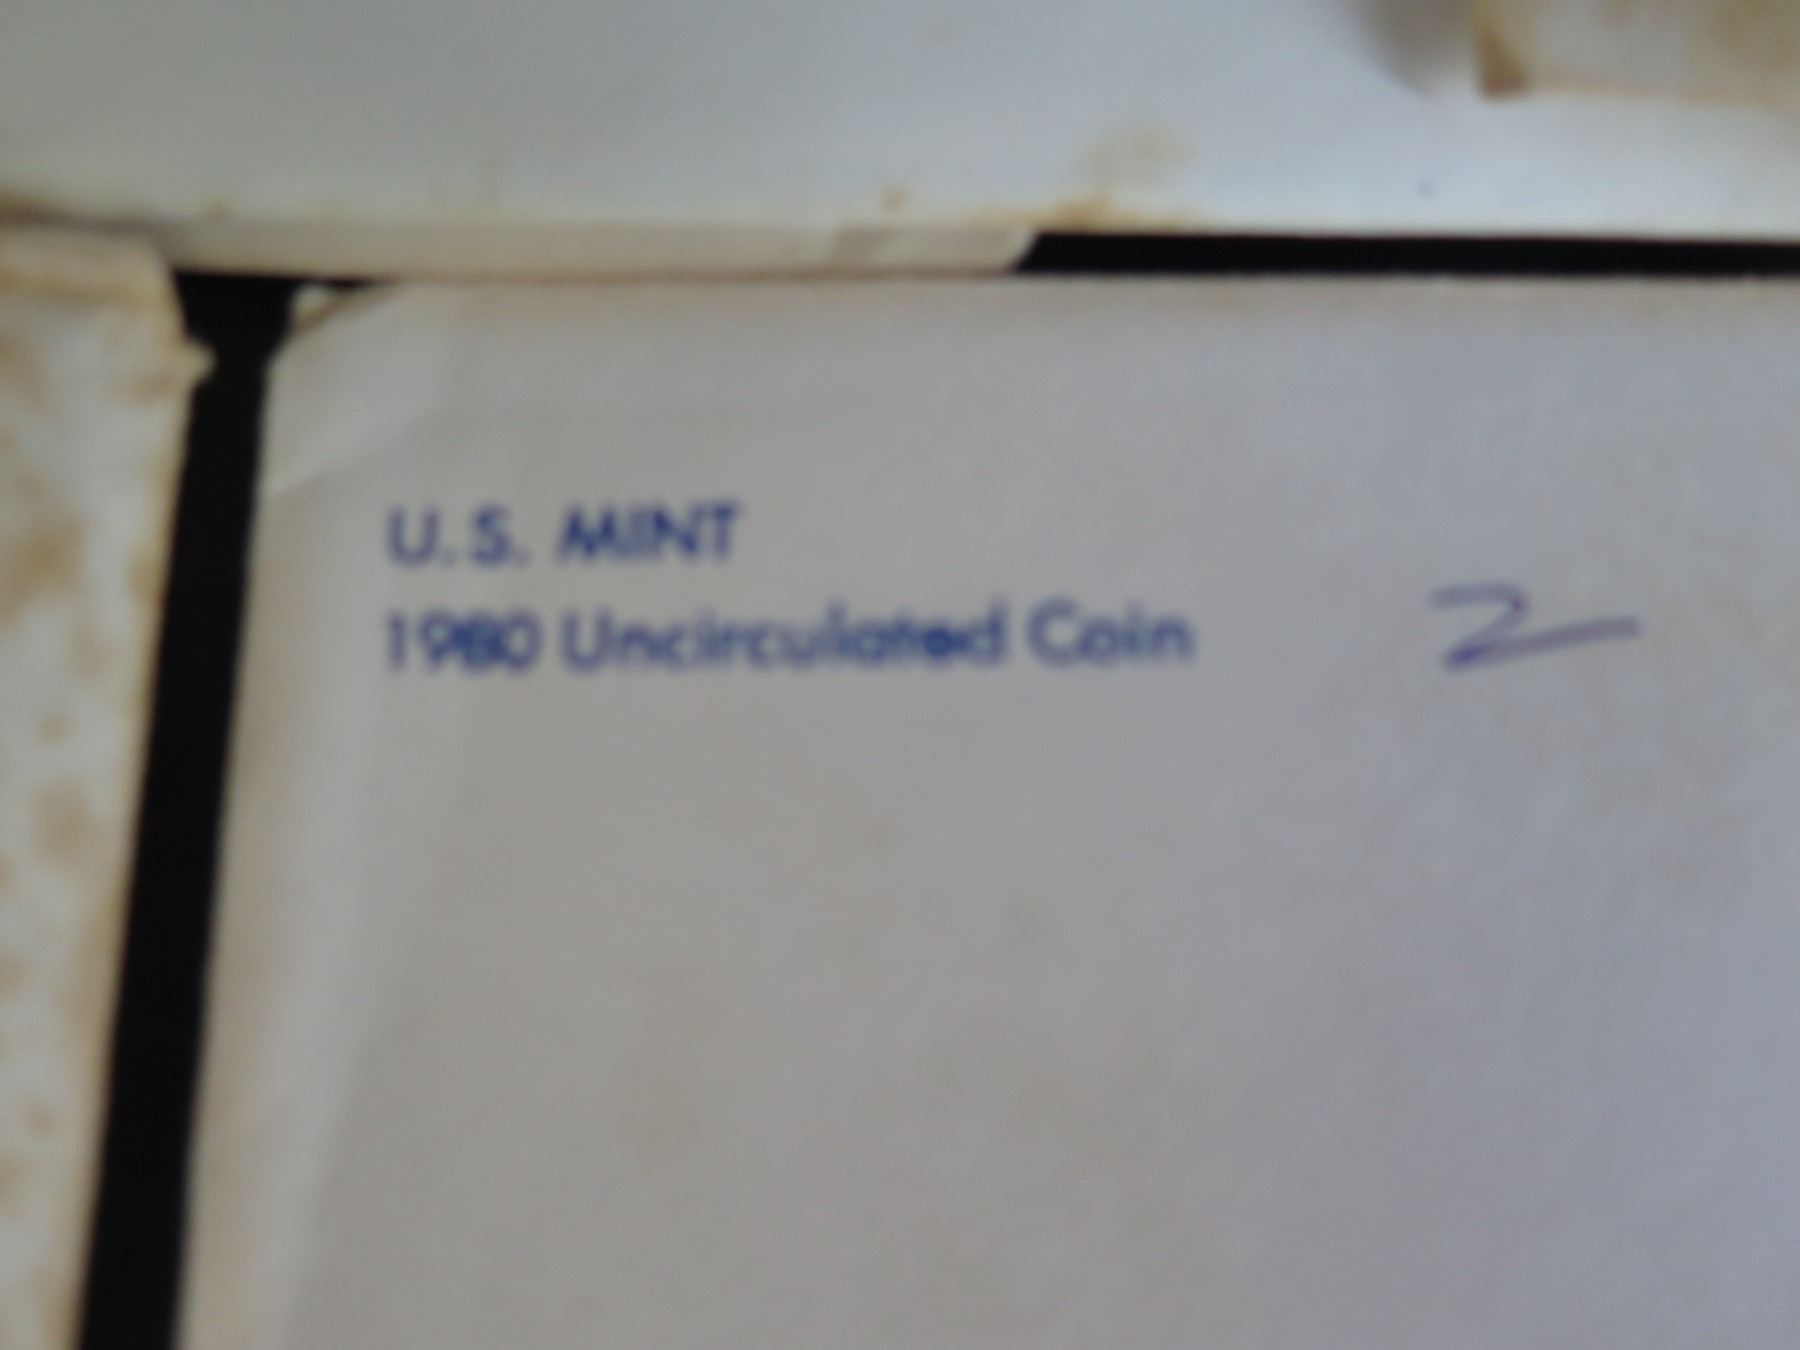 U.S. MINT
1980 Uncirculated Coin 2